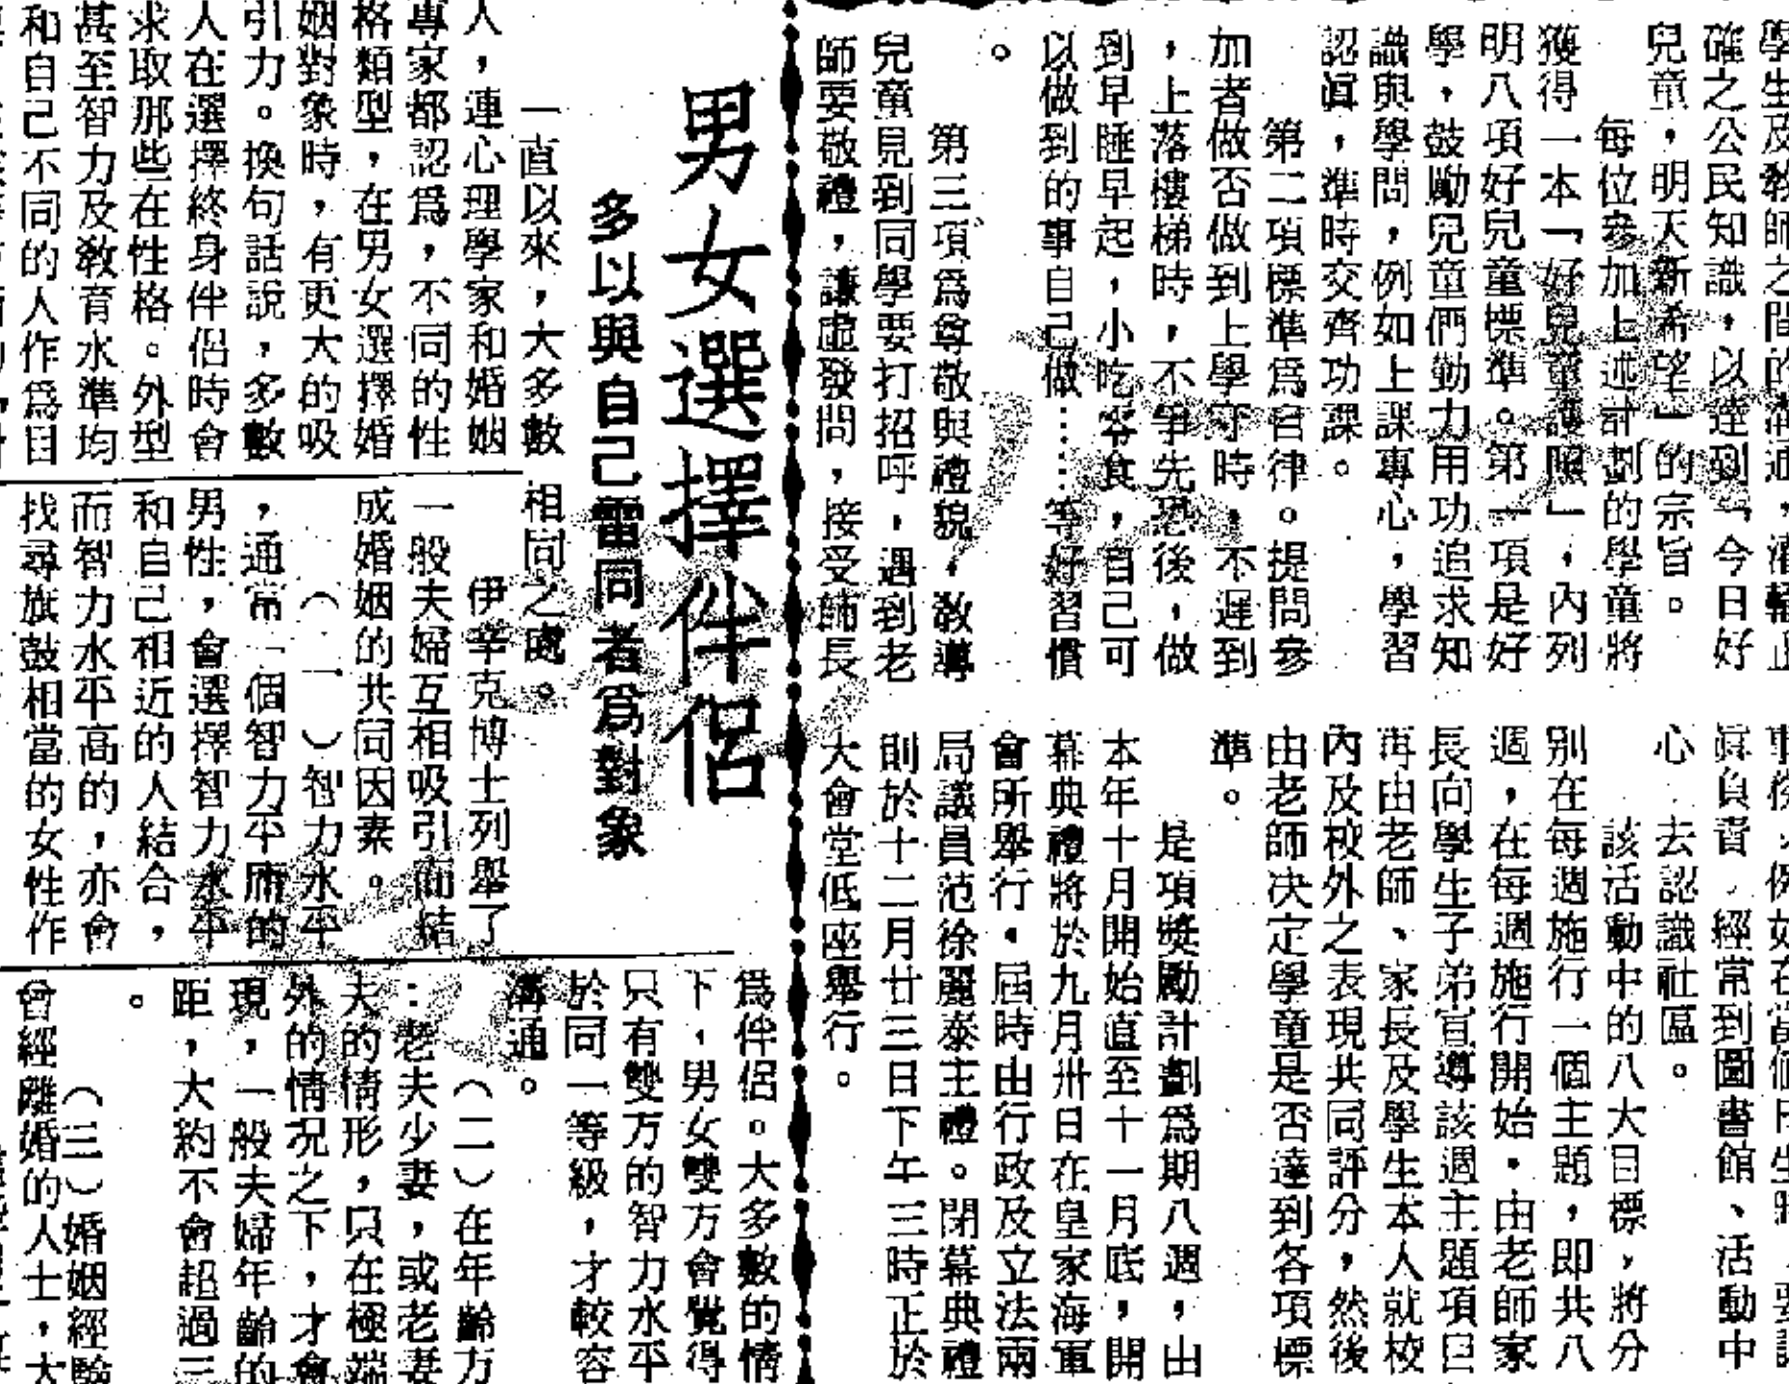 學生及敎師之間的溝通,灌輸正
確之公民知識,以達到「今日好
兒童,明天新希望」的宗旨。
每位參加上述計劃的學童將
獲得一本「好兒童護照」,內列
明八項好兒童標準。第一項是好
學,鼓勵兒童們勤力用功追求知
識與學問,例如上課專心,學習
認眞,準時交齊功課。
第二項標準爲自律。提問參
加者做否做到上學守時,不遲到
,上落樓梯時,不爭先恐後,做
到早睡早起,小吃零食,自己可
以做到的事自己做……等好習慣
。
第三項爲尊敬與禮貌,敎導
兒童見到同學要打招呼,遇到老
師要敬禮,謙虛發問,接受師長
眞負責,經常到圖書館、活動中
心 去認識社區。
該活動中的八大目標,將分
別在每週施行一個主題,即共八
週,在每週施行開始,由老師家
長向學生子弟宣導該週主題項目
再由老師、家長及學生本人就校
內及校外之表現共同評分,然後
由老師決定學童是否達到各項標
準。
是項獎勵計劃爲期八週,由
本年十月開始直至十一月底,開
幕典禮將於九月卅日在皇家海軍
會所舉行,屆時由行政及立法兩
局議員范徐麗泰主禮。閉幕典禮
則於十二月廿三日下午三時正於
大會堂低座舉行。
男女選擇伴侶
多以與自己雷同者爲對象
一直以來,大多數
人,連心理學家和婚姻
專家都認爲,不同的性
格類型,在男女選擇婚
姻對象時,有更大的吸
引力。換句話說,多數
人在選擇終身伴侶時會
求取那些在性格。外型
甚至智力及敎育水準均
和自己不同的人作爲目
相同之處。
伊辛克博士列舉了
一般夫婦互相吸引而結
成婚姻的共同因素。
(一)智力水平
,通常一個智力平庸的
男性,會選擇智力水平
和自己相近的人結合,
而智力水平高的,亦會
找尋旗鼓相當的女性作
爲伴侶。大多數的情
下,男女雙方會覺得
只有雙方的智力水平
於同一等級,才較容
溝通。
(二)在年齡方
:老夫少妻,或老妻
夫的情形,只在極端
外的情況之下,才會
現,一般夫婦年齡的
距,大約不會超過三
。
(三)婚姻經驗
曾經離婚的人士,大